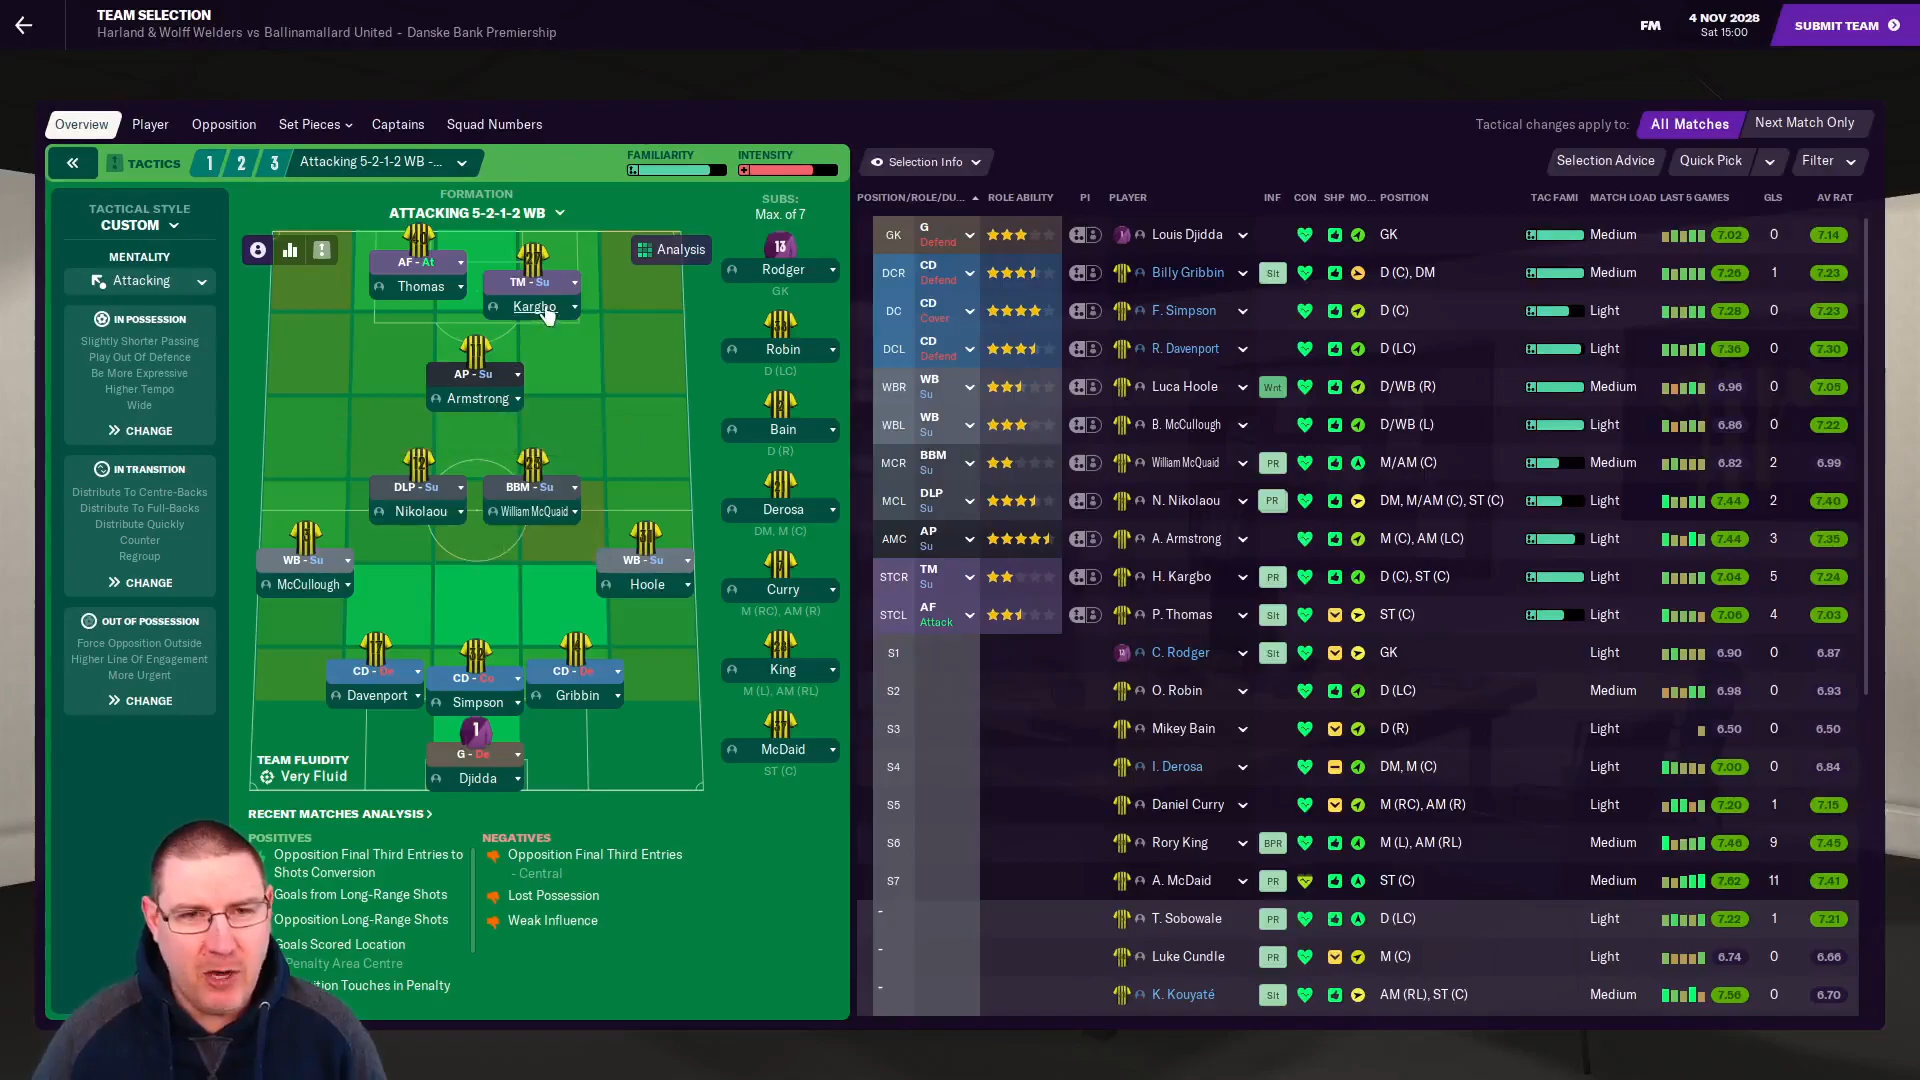 TEAM SELECTION
Harland & Wolff Welders vs Ballinamallard United - Danske Bank Premiership
FM
4 NOV 2028
Sat 15:00
SUBMIT TEAM
Overview
Player
Opposition
Set Pieces
Captains
Squad Numbers
Tactical changes apply to:
All Matches
Next Match Only
TACTICS
1
2
3
Attacking 5-2-1-2 WB -...
FAMILIARITY
INTENSITY
Selection Info
Selection Advice
Quick Pick
Filter
TACTICAL STYLE
CUSTOM
MENTALITY
Attacking
IN POSSESSION
Slightly Shorter Passing
Play Out Of Defence
Be More Expressive
Higher Tempo
Wide
CHANGE
IN TRANSITION
Distribute To Centre-Backs
Distribute To Full-Backs
Distribute Quickly
Counter
Regroup
CHANGE
OUT OF POSSESSION
Force Opposition Outside
Higher Line Of Engagement
More Urgent
CHANGE
FORMATION
ATTACKING 5-2-1-2 WB
Analysis
AF - At
Thomas
27
TM - Su
Kargbo
AP - Su
Armstrong
12
DLP - Su
Nikolaou
23
BBM - Su
William McQuaid
WB - Su
McCullough
WB - Su
Hoole
CD - De
Davenport
CD - Co
Simpson
CD - De
Gribbin
1
G - De
Djidda
TEAM FLUIDITY
Very Fluid
SUBS:
Max. of 7
13
Rodger
GK
Robin
D (LC)
Bain
D (R)
Derosa
DM, M (C)
Curry
M (RC), AM (R)
King
M (L), AM (RL)
McDaid
ST (C)
RECENT MATCHES ANALYSIS
POSITIVES
Opposition Final Third Entries to
Shots Conversion
Goals from Long-Range Shots
Opposition Long-Range Shots
Goals Scored Location
Penalty Area Centre
Touches in Penalty
NEGATIVES
Opposition Final Third Entries
- Central
Lost Possession
Weak Influence
POSITION/ROLE/DU... ROLE ABILITY PI PLAYER INF CON SHP MO... POSITION TAC FAMI MATCH LOAD LAST 5 GAMES GLS AV RAT
GK G Defend Louis Djidda GK Medium 7.02 0 7.14
DCR CD Defend Billy Gribbin Slt D (C), DM Medium 7.26 1 7.23
DC CD Cover F. Simpson D (C) Light 7.28 0 7.23
DCL CD Defend R. Davenport D (LC) Light 7.36 0 7.30
WBR WB Su Luca Hoole Wnt D/WB (R) Medium 6.96 0 7.05
WBL WB Su B. McCullough D/WB (L) Light 6.86 0 7.22
MCR BBM Su William McQuaid PR M/AM (C) Medium 6.82 2 6.99
MCL DLP Su N. Nikolaou PR DM, M/AM (C), ST (C) Light 7.44 2 7.40
AMC AP Su A. Armstrong M (C), AM (LC) Light 7.44 3 7.35
STCR TM Su H. Kargbo PR D (C), ST (C) Light 7.04 5 7.24
STCL AF Attack P. Thomas Slt ST (C) Light 7.06 4 7.03
S1 C. Rodger Slt GK Light 6.90 0 6.87
S2 O. Robin D (LC) Medium 6.98 0 6.93
S3 Mikey Bain D (R) Light 6.50 0 6.50
S4 I. Derosa DM, M (C) Light 7.00 0 6.84
S5 Daniel Curry M (RC), AM (R) Light 7.20 1 7.15
S6 Rory King BPR M (L), AM (RL) Medium 7.46 9 7.45
S7 A. McDaid PR ST (C) Medium 7.62 11 7.41
- T. Sobowale PR D (LC) Light 7.22 1 7.21
- Luke Cundle PR M (C) Light 6.74 0 6.66
- K. Kouyaté Slt AM (RL), ST (C) Medium 7.56 0 6.70